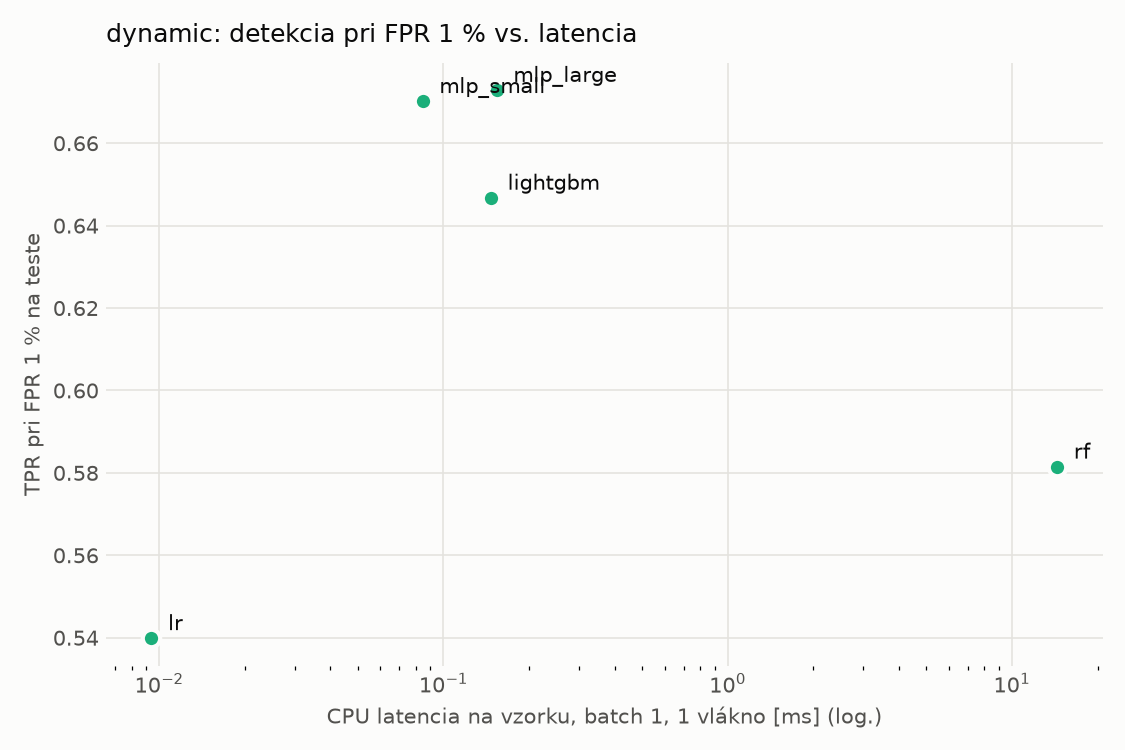 dynamic: detekcia pri FPR 1 % vs. latencia
mlp_large
mlp_small
lightgbm
rf
lr
TPR pri FPR 1 % na teste
0.66
0.64
0.62
0.60
0.58
0.56
0.54
10⁻² 10⁻¹ 10⁰ 10¹
CPU latencia na vzorku, batch 1, 1 vlákno [ms] (log.)